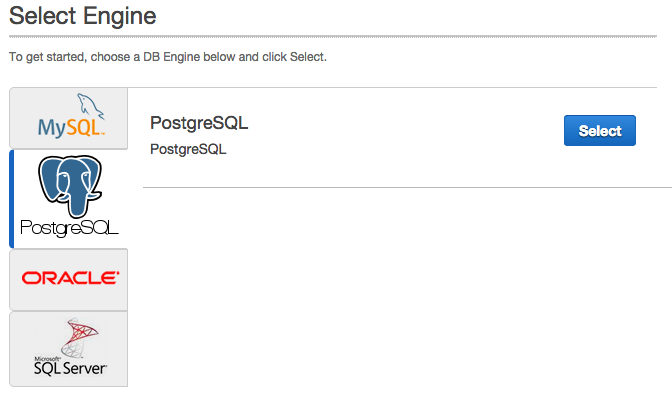 Select Engine
To get started, choose a DB Engine below and click Select.
MySQL™
PostgreSQL
PostgreSQL
Select
PostgreSQL
ORACLE®
Microsoft®
SQL Server®